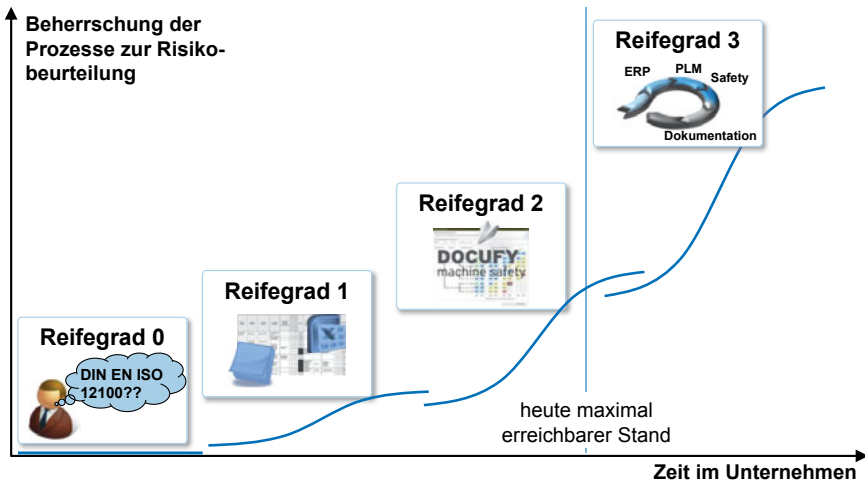 Beherrschung der
Prozesse zur Risiko-
beurteilung
Reifegrad 3
ERP
PLM
Safety
Dokumentation
Reifegrad 2
DOCUFY
machine safety
Reifegrad 1
Reifegrad 0
DIN EN ISO
12100??
heute maximal
erreichbarer Stand
Zeit im Unternehmen